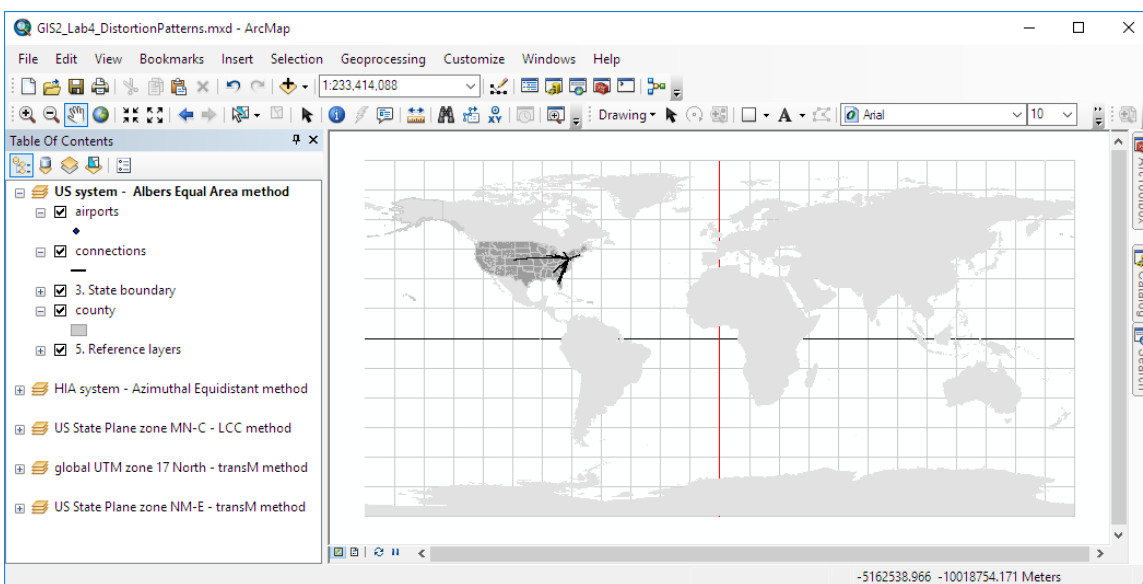 GIS2_Lab4_DistortionPatterns.mxd - ArcMap
File Edit View Bookmarks Insert Selection Geoprocessing Customize Windows Help
1:233,414,088
Drawing A Arial 10
Table Of Contents
US system - Albers Equal Area method
airports
connections
3. State boundary
county
5. Reference layers
HIA system - Azimuthal Equidistant method
US State Plane zone MN-C - LCC method
global UTM zone 17 North - transM method
US State Plane zone NM-E - transM method
ArcToolbox
Catalog
Search
-5162538.966 -10018754.171 Meters